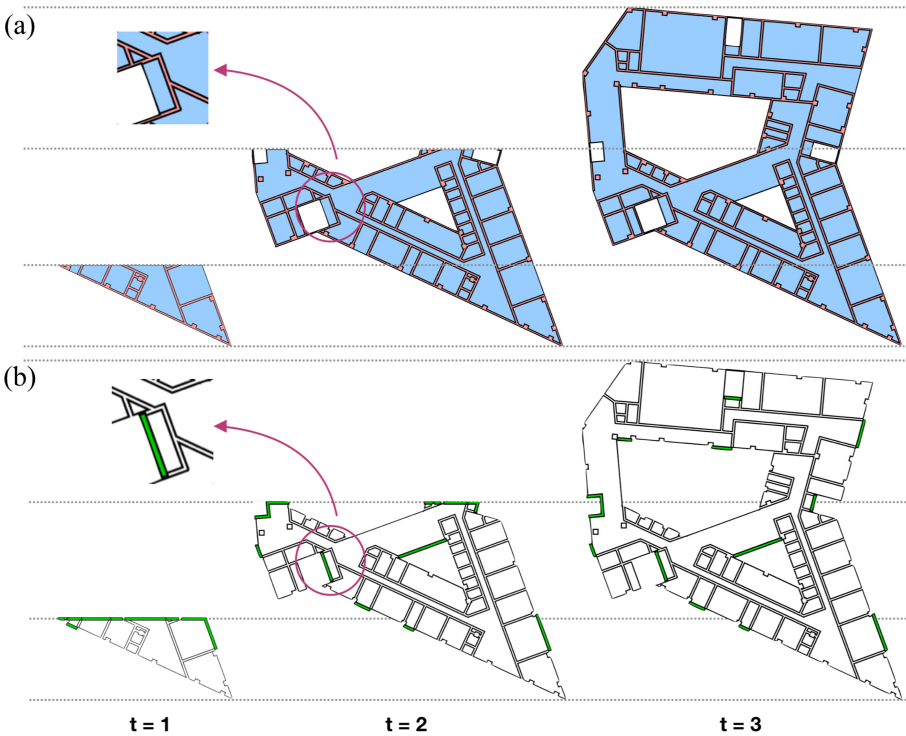 (a)
(b)
t = 1
t = 2
t = 3